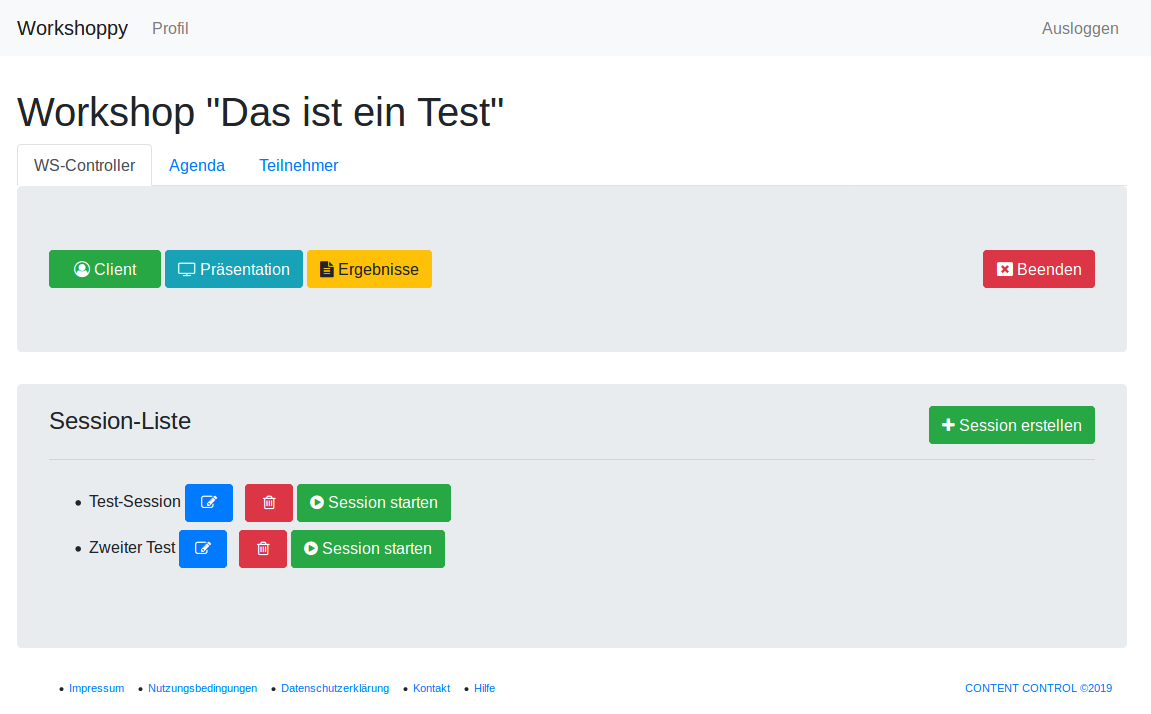 Workshoppy Profil Ausloggen
Workshop "Das ist ein Test"
WS-Controller Agenda Teilnehmer
Client Präsentation Ergebnisse Beenden
Session-Liste Session erstellen
• Test-Session Session starten
• Zweiter Test Session starten
• Impressum • Nutzungsbedingungen • Datenschutzerklärung • Kontakt • Hilfe CONTENT CONTROL ©2019